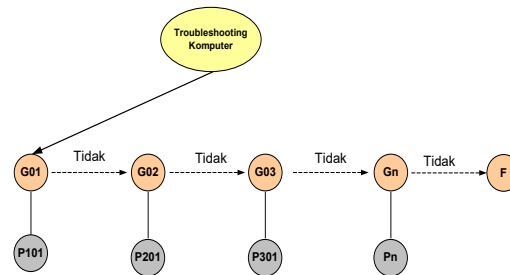 Troubleshooting
Komputer
Tidak
Tidak
Tidak
Tidak
G01
G02
G03
Gn
F
P101
P201
P301
Pn